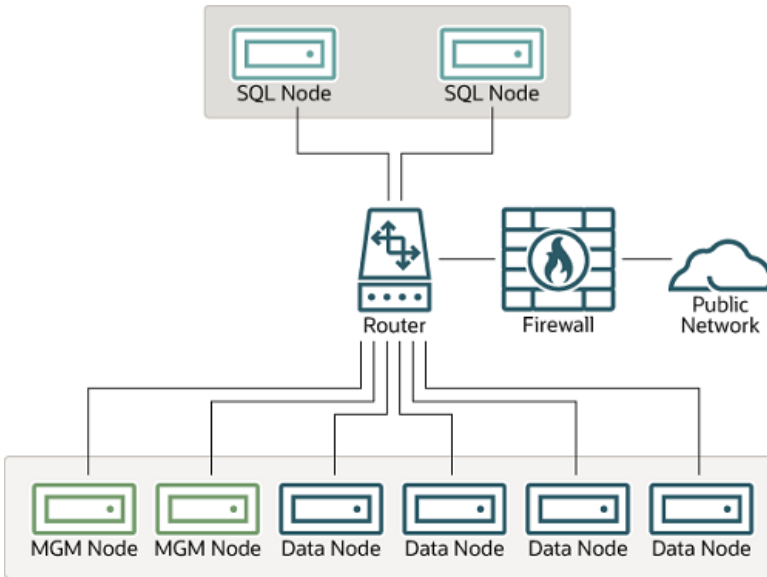 SQL Node
SQL Node
Router
Firewall
Public
Network
MGM Node
MGM Node
Data Node
Data Node
Data Node
Data Node